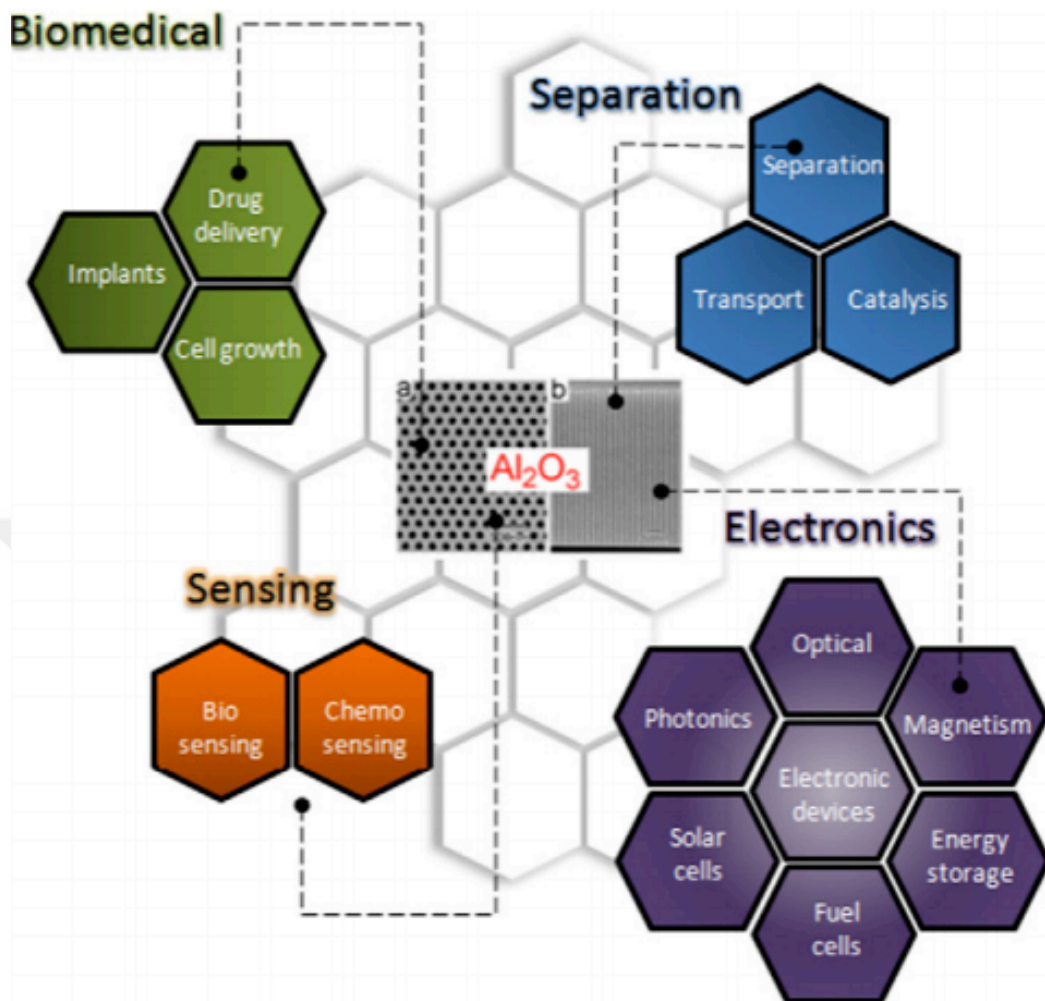 Biomedical
Separation
Separation
Drug
delivery
Implants
Transport
Catalysis
Cell growth
a
b
Al₂O₃
Electronics
Sensing
Optical
Bio
sensing
Chemo
sensing
Photonics
Magnetism
Electronic
devices
Solar
cells
Energy
storage
Fuel
cells